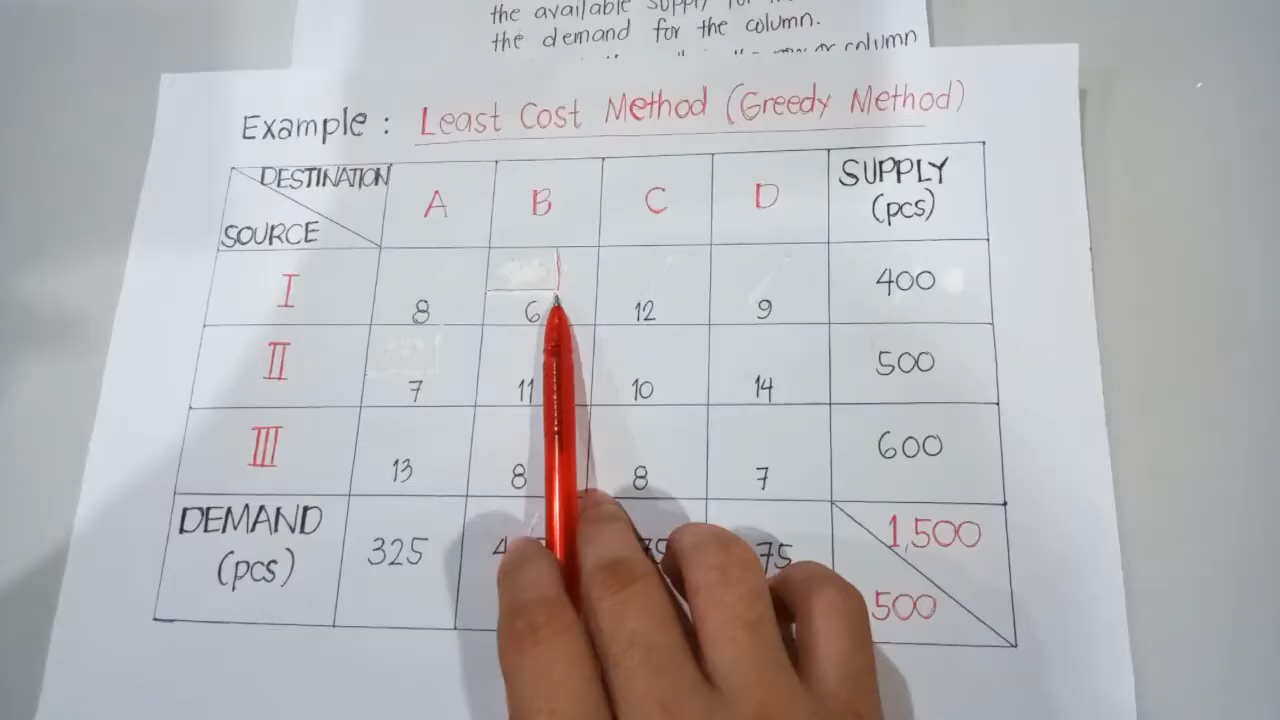 the available supply
the demand for the column.
column
Example: Least Cost Method (Greedy Method)
DESTINATION
SOURCE
A B C D SUPPLY (pcs)
I 8 6 12 9 400
II 7 11 10 14 500
III 13 8 8 7 600
DEMAND (pcs) 325 1,500
500